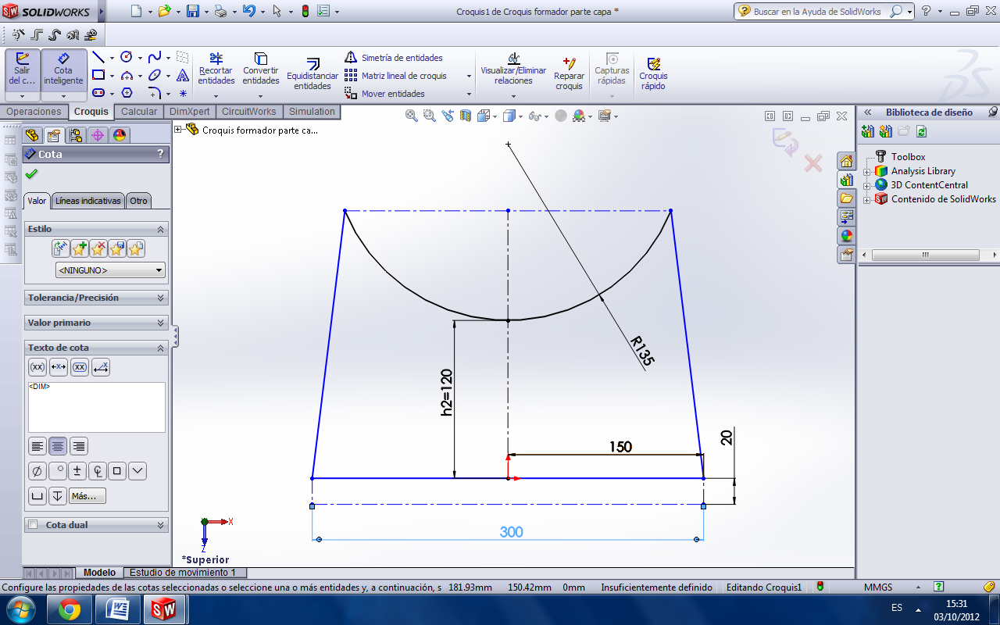 SOLIDWORKS
Croquis1 de Croquis formador parte capa *
Buscar en la Ayuda de SolidWorks
Salir del c...
Cota inteligente
Recortar entidades
Convertir entidades
Equidistanciar entidades
Simetría de entidades
Matriz lineal de croquis
Mover entidades
Visualizar/Eliminar relaciones
Reparar croquis
Capturas rápidas
Croquis rápido
Operaciones Croquis Calcular DimXpert CircuitWorks Simulation
Croquis formador parte ca...
Cota ?
Valor Líneas indicativas Otro
Estilo
<NINGUNO>
Tolerancia/Precisión
Valor primario
Texto de cota
(xx) (xx)
<DIM>
Más...
Cota dual
R135
h2=120
150
20
300
X
Z
*Superior
Biblioteca de diseño
Toolbox
Analysis Library
3D ContentCentral
Contenido de SolidWorks
Modelo Estudio de movimiento 1
Configure las propiedades de las cotas seleccionadas o seleccione una o más entidades y, a continuación, s 181.93mm 150.42mm 0mm Insuficientemente definido Editando Croquis1 MMGS
ES
15:31
03/10/2012